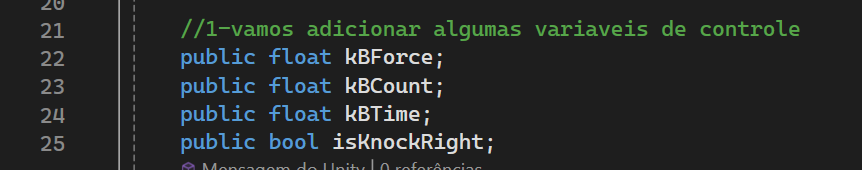 20
21 //1-vamos adicionar algumas variaveis de controle
22 public float kBForce;
23 public float kBCount;
24 public float kBTime;
25 public bool isKnockRight;
Mensagem do Unity | 0 referências